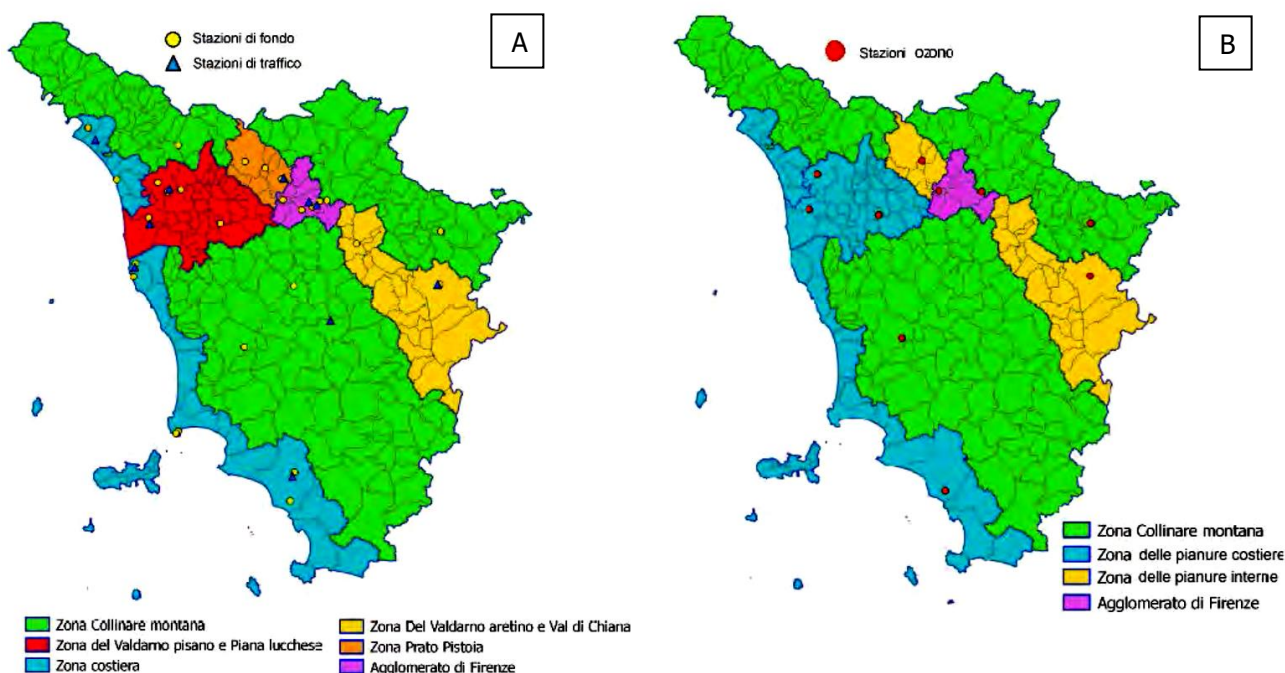 Stazioni di fondo
Stazioni di traffico
A
Zona Collinare montana
Zona del Valdarno pisano e Piana lucchese
Zona costiera
Zona Del Valdarno aretino e Val di Chiana
Zona Prato Pistoia
Agglomerato di Firenze
Stazioni ozono
B
Zona Collinare montana
Zona delle pianure costiere
Zona delle pianure interne
Agglomerato di Firenze